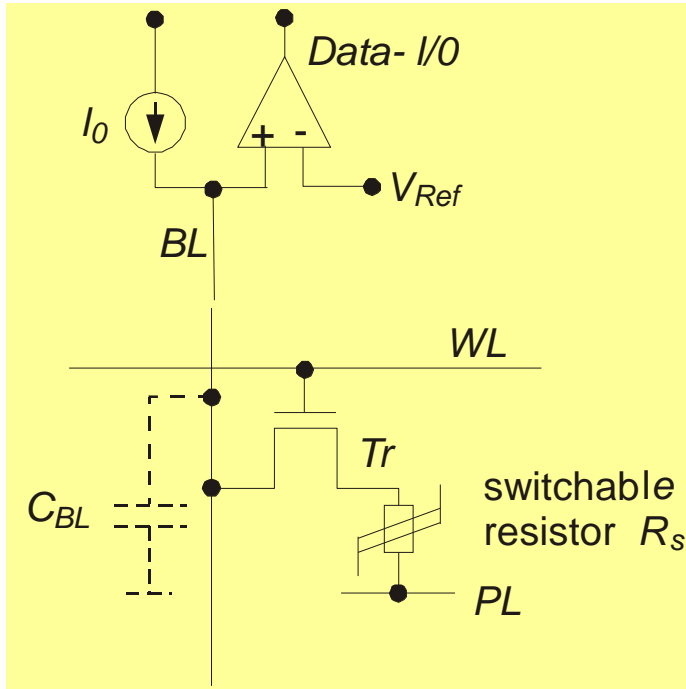 Data- I/0
I0
+ -
VRef
BL
WL
Tr
CBL
switchable
resistor Rs
PL